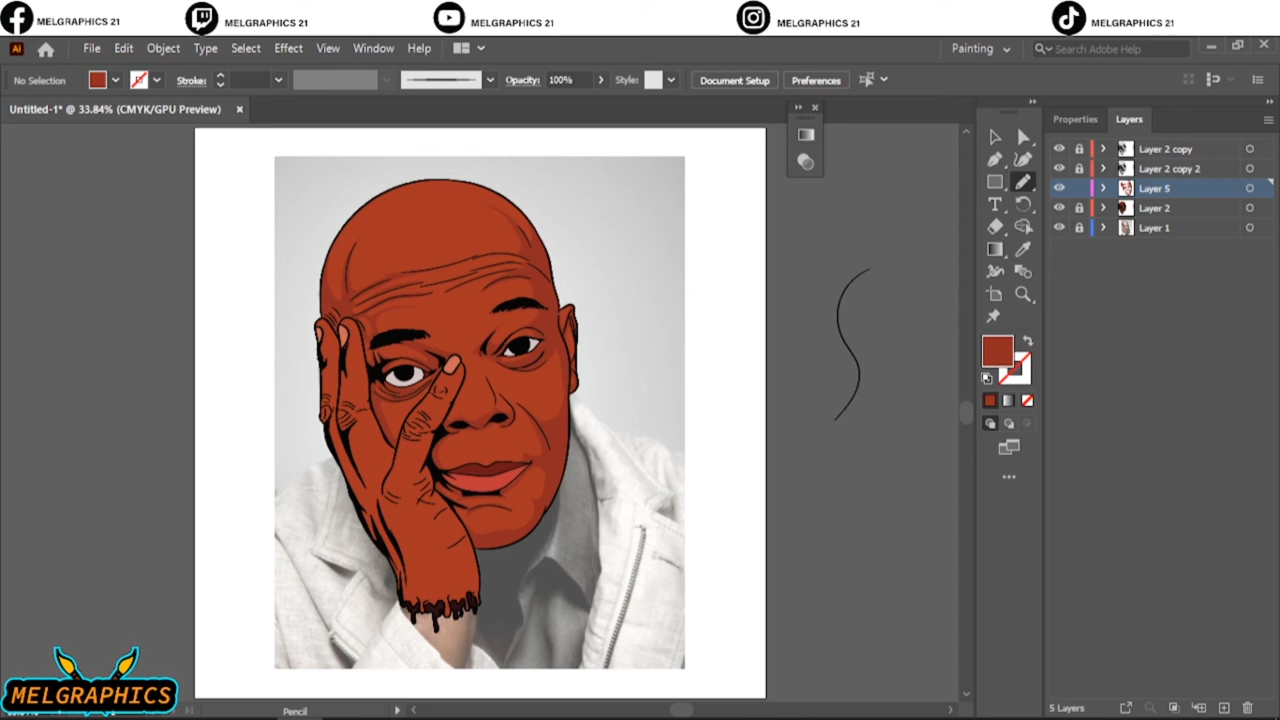 MELGRAPHICS 21
MELGRAPHICS 21
MELGRAPHICS 21
MELGRAPHICS 21
MELGRAPHICS 21
Ai File Edit Object Type Select Effect View Window Help Painting Search Adobe Help
No Selection Stroke: Opacity: 100% Style: Document Setup Preferences
Untitled-1* @ 33.84% (CMYK/GPU Preview)
Properties Layers
Layer 2 copy
Layer 2 copy 2
Layer 5
Layer 2
Layer 1
MELGRAPHICS
Pencil
5 Layers